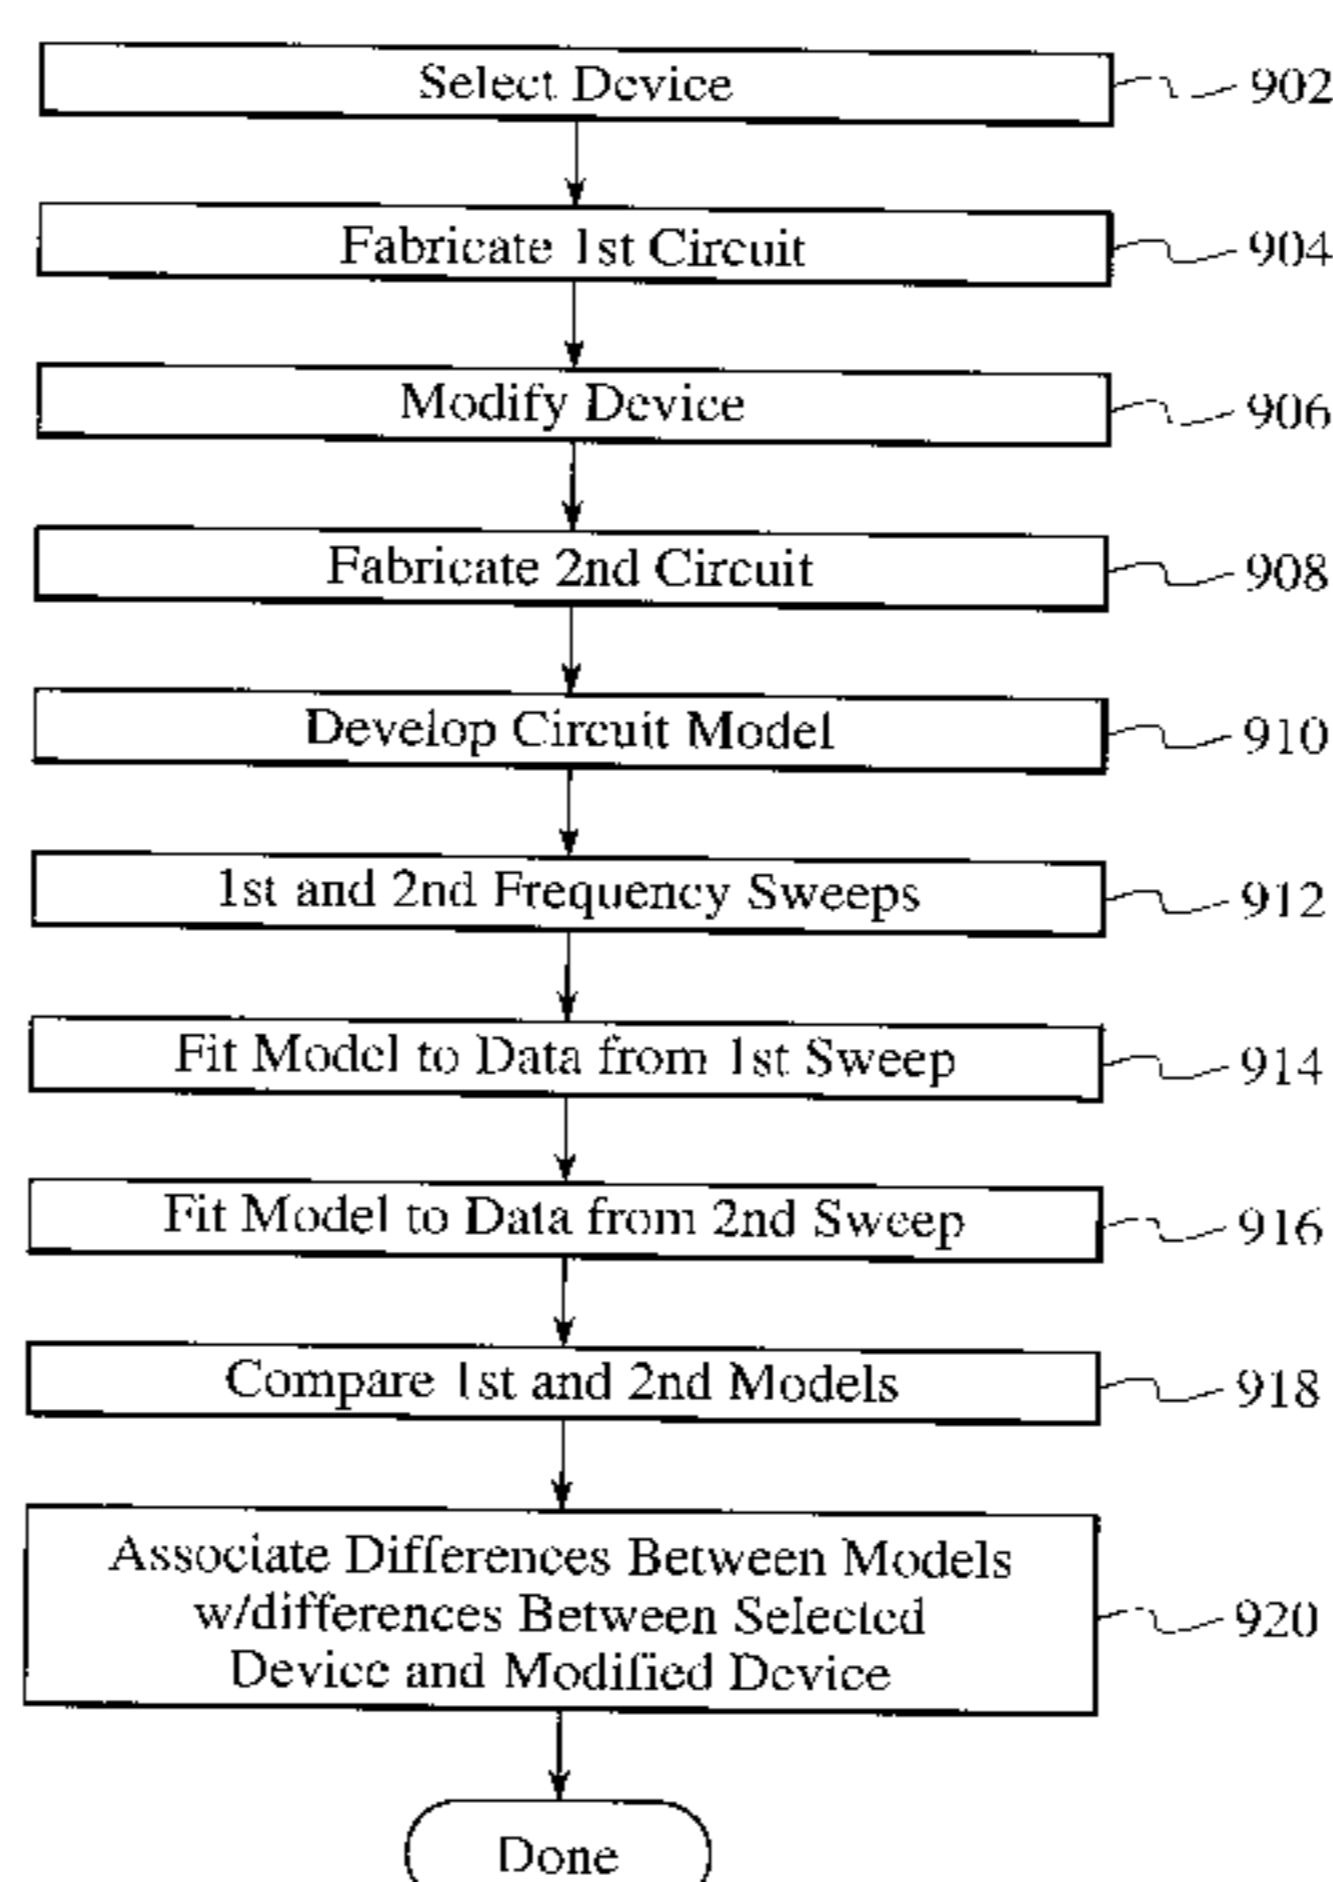 Select Device 902
Fabricate 1st Circuit 904
Modify Device 906
Fabricate 2nd Circuit 908
Develop Circuit Model 910
1st and 2nd Frequency Sweeps 912
Fit Model to Data from 1st Sweep 914
Fit Model to Data from 2nd Sweep 916
Compare 1st and 2nd Models 918
Associate Differences Between Models
w/differences Between Selected 920
Device and Modified Device
Done